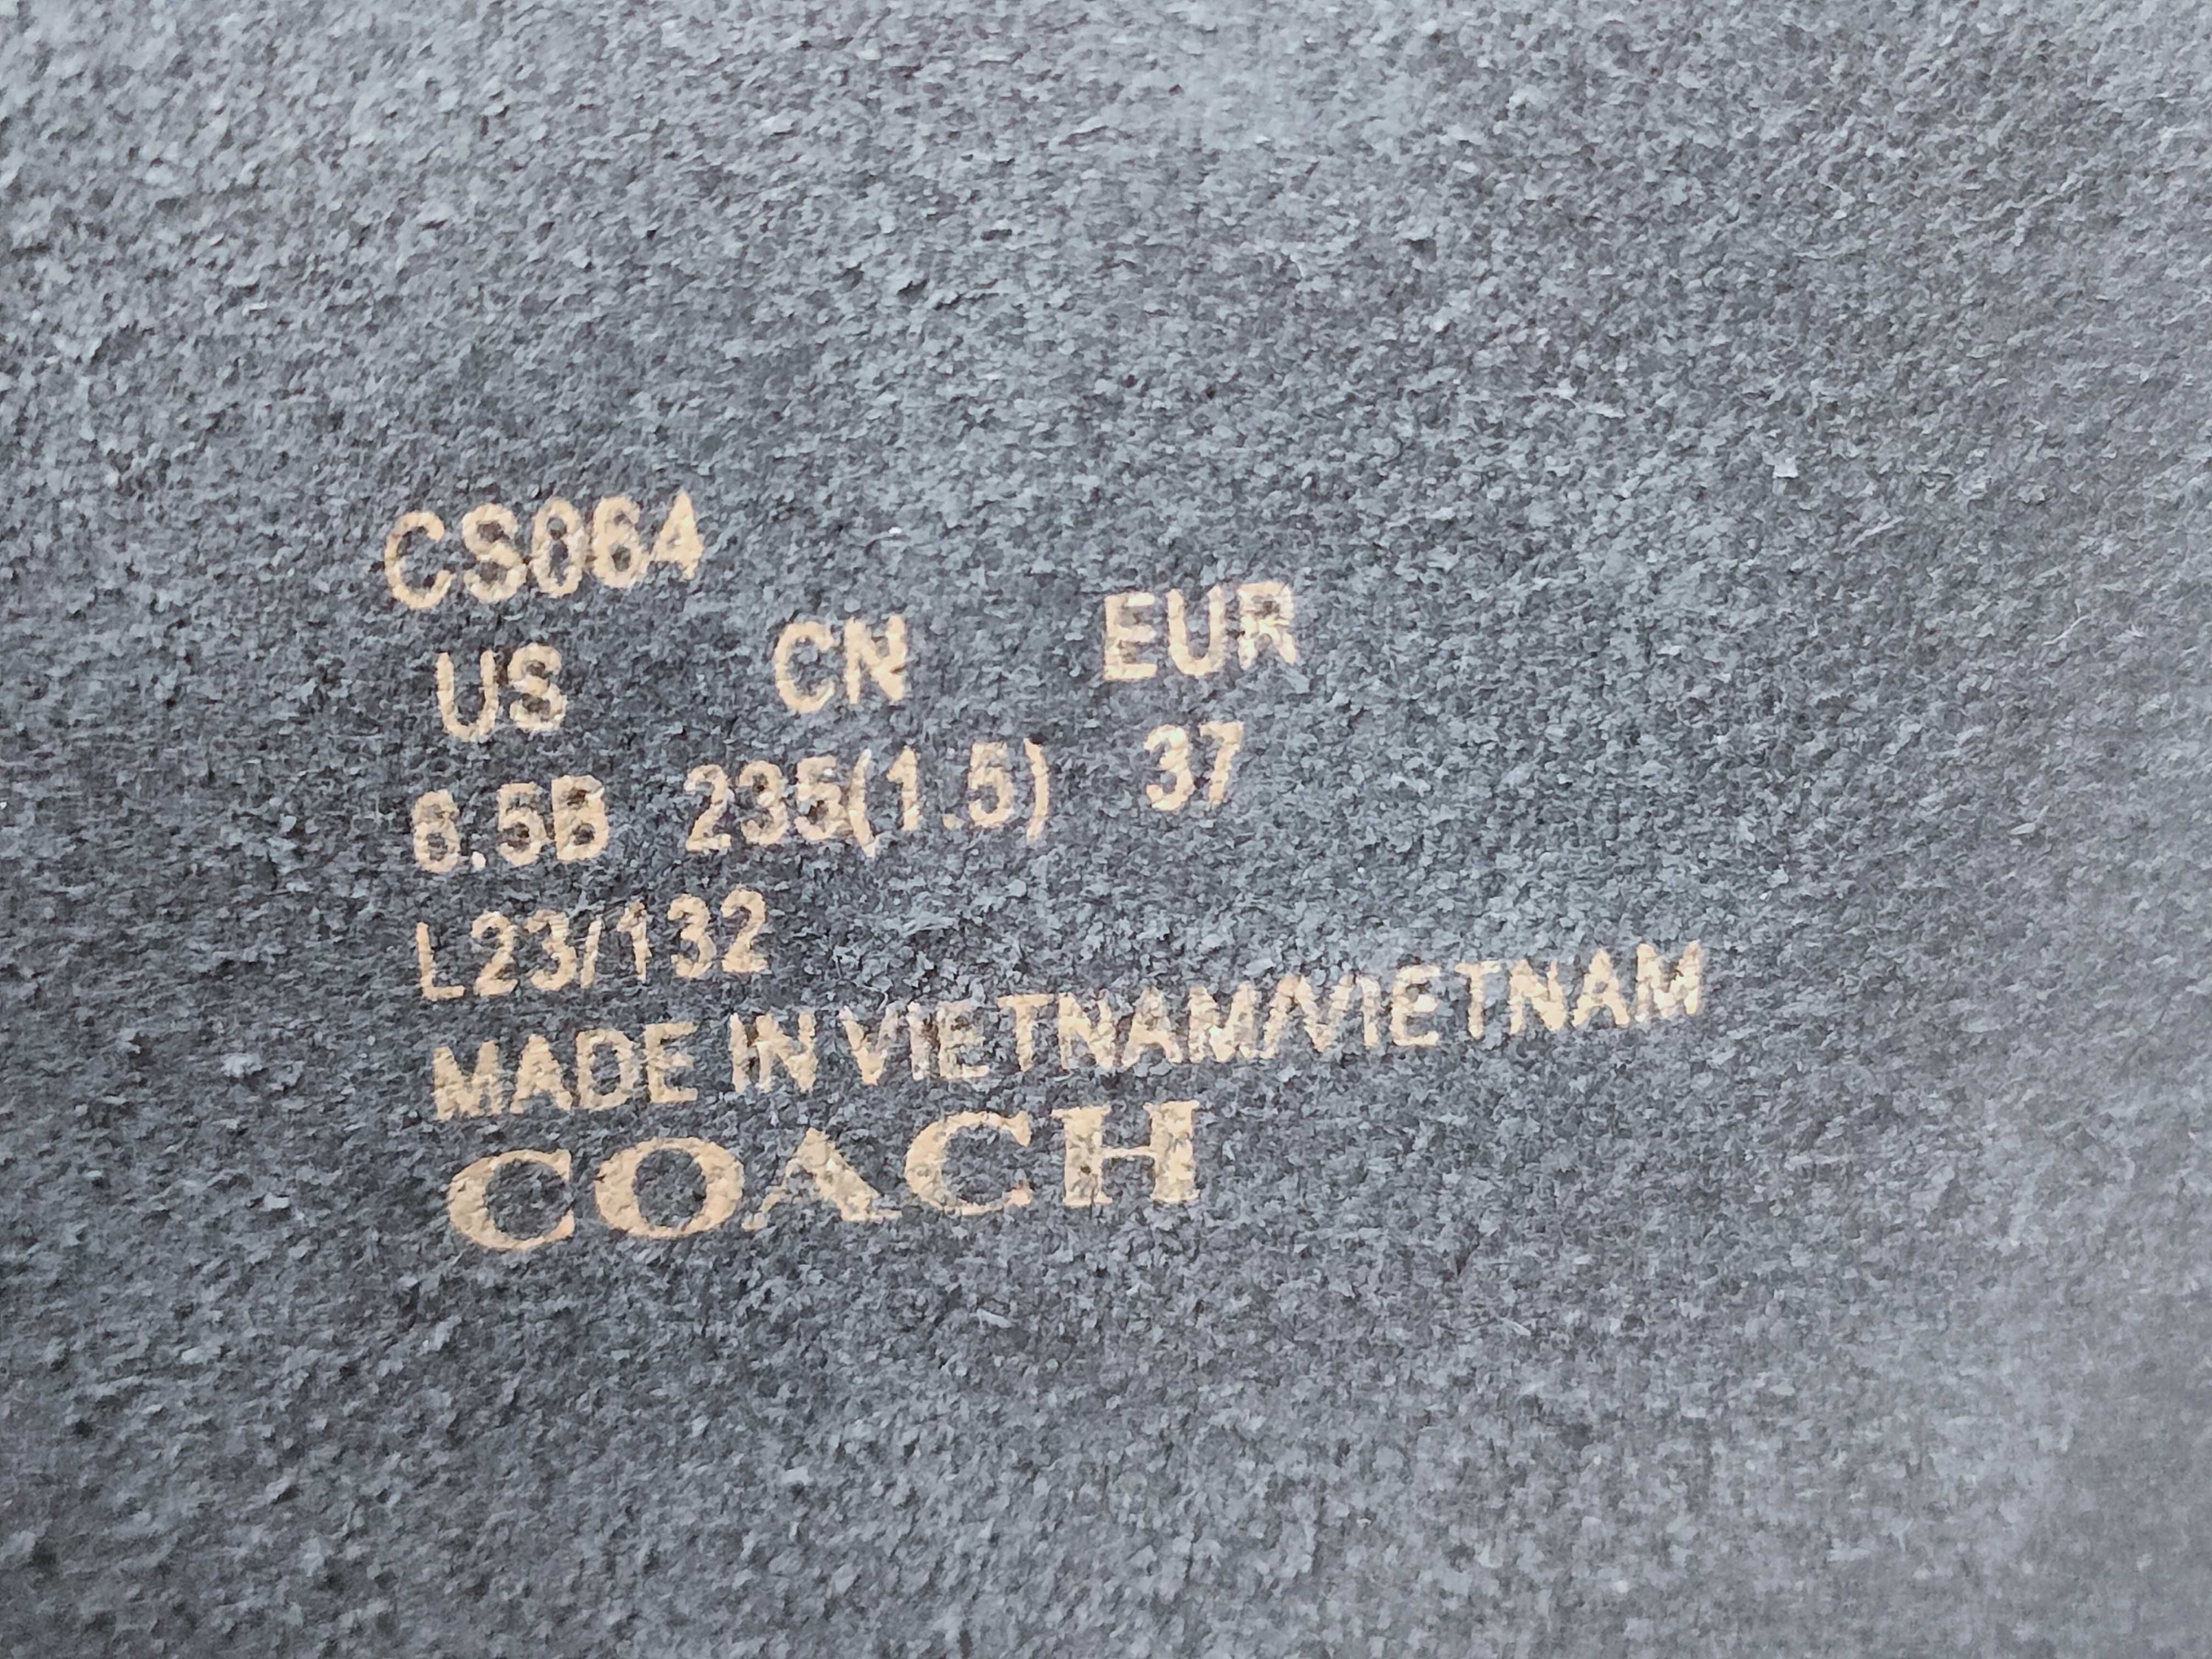 CS064
US CN EUR
6.5B 235(1.5) 37
L23/132
MADE IN VIETNAM/VIETNAM
COACH